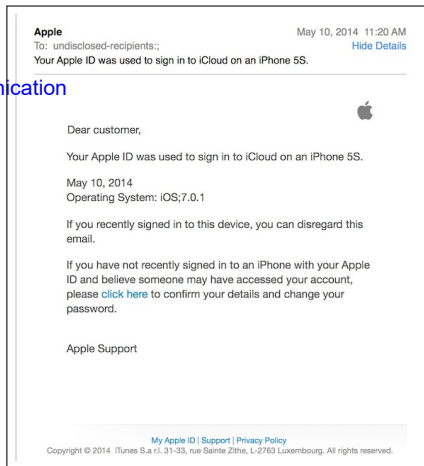 Apple May 10, 2014 11:20 AM
To: undisclosed-recipients:; Hide Details
Your Apple ID was used to sign in to iCloud on an iPhone 5S.
Dear customer,
Your Apple ID was used to sign in to iCloud on an iPhone 5S.
May 10, 2014
Operating System: iOS;7.0.1
If you recently signed in to this device, you can disregard this
email.
If you have not recently signed in to an iPhone with your Apple
ID and believe someone may have accessed your account,
please click here to confirm your details and change your
password.
Apple Support
My Apple ID | Support | Privacy Policy
Copyright © 2014 iTunes S.a r.l. 31-33, rue Sainte Zithe, L-2763 Luxembourg. All rights reserved.